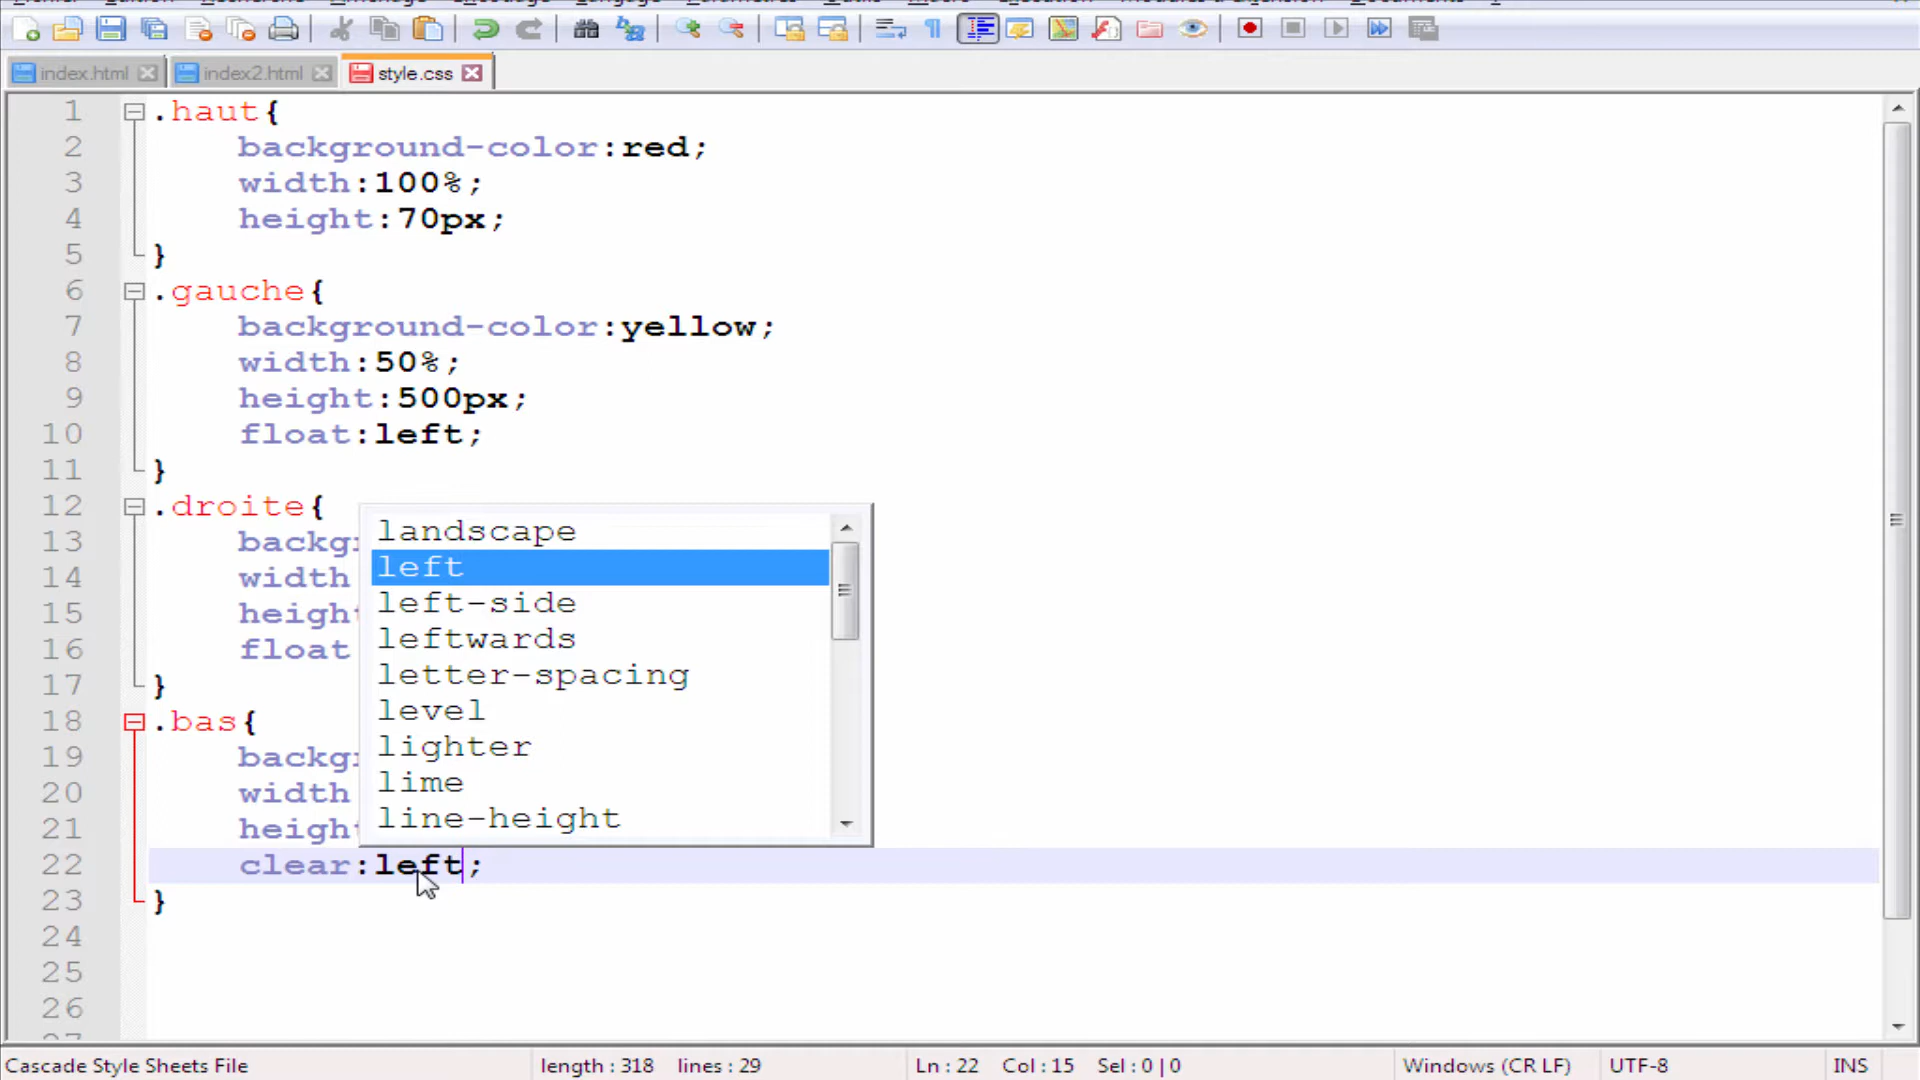 index.html
index2.html
style.css
1 .haut{
2 background-color:red;
3 width:100%;
4 height:70px;
5 }
6 .gauche{
7 background-color:yellow;
8 width:50%;
9 height:500px;
10 float:left;
11 }
12 .droite{
13 backg
14 width
15 height
16 float
17 }
18 .bas{
19 backg
20 width
21 height
22 clear:left;
23 }
24
25
26
landscape
left
left-side
leftwards
letter-spacing
level
lighter
lime
line-height
Cascade Style Sheets File
length : 318 lines : 29
Ln : 22 Col : 15 Sel : 0 | 0
Windows (CR LF)
UTF-8
INS